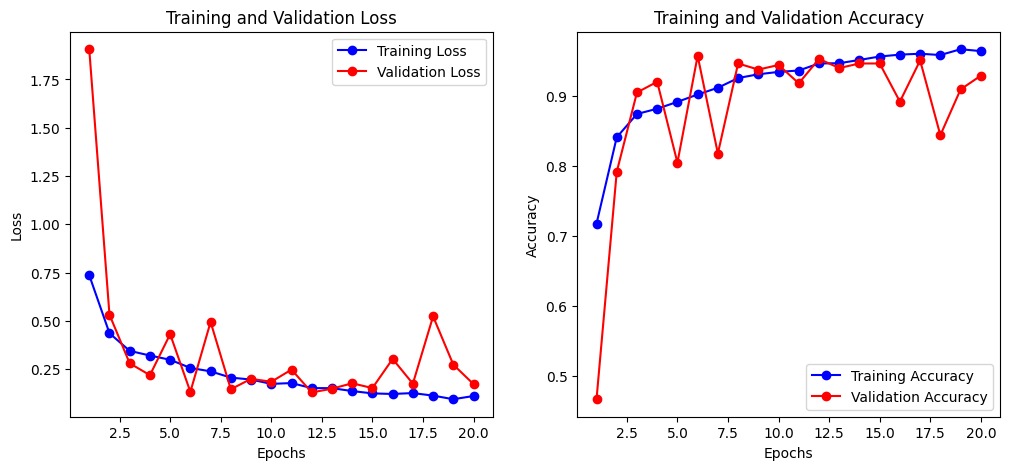 Training and Validation Loss
Training Loss
Validation Loss
1.75
1.50
1.25
1.00
0.75
0.50
0.25
Loss
2.5 5.0 7.5 10.0 12.5 15.0 17.5 20.0
Epochs
Training and Validation Accuracy
0.9
0.8
0.7
0.6
0.5
Accuracy
Training Accuracy
Validation Accuracy
2.5 5.0 7.5 10.0 12.5 15.0 17.5 20.0
Epochs